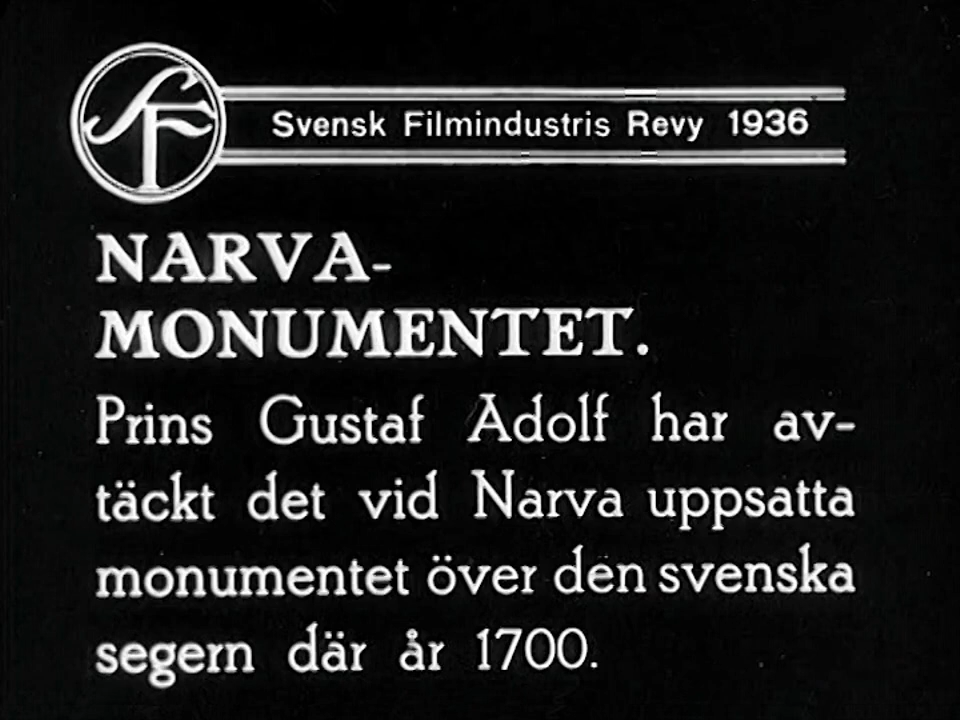 SF
Svensk Filmindustris Revy 1936
NARVA-
MONUMENTET.
Prins Gustaf Adolf har av-
täckt det vid Narva uppsatta
monumentet över den svenska
segern där år 1700.